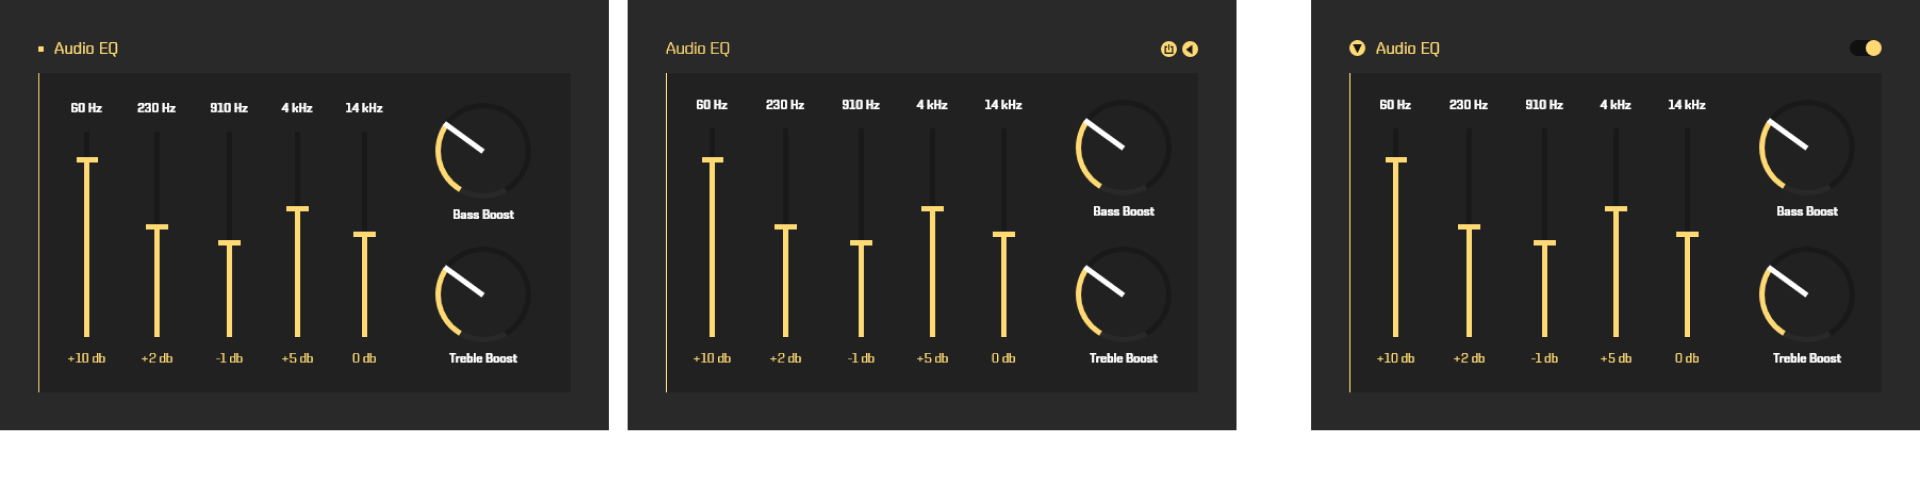 Audio EQ
60 Hz 230 Hz 910 Hz 4 kHz 14 kHz
Bass Boost
+10 db +2 db -1 db +5 db 0 db
Treble Boost
Audio EQ
60 Hz 230 Hz 910 Hz 4 kHz 14 kHz
Bass Boost
+10 db +2 db -1 db +5 db 0 db
Treble Boost
Audio EQ
60 Hz 230 Hz 910 Hz 4 kHz 14 kHz
Bass Boost
+10 db +2 db -1 db +5 db 0 db
Treble Boost